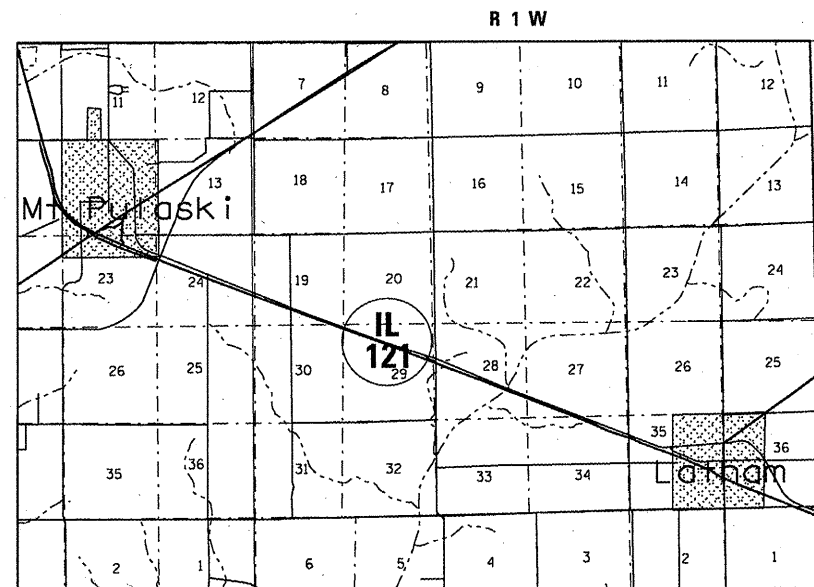 R 1 W
11 12 7 8 9 10 11 12
13 18 17 16 15 14 13
Mt Pulaski
23 24 19 20 21 22 23 24
IL
121
26 25 30 29 28 27 26 25
35 36 31 32 33 34 35 36
Latham
2 1 6 5 4 3 2 1